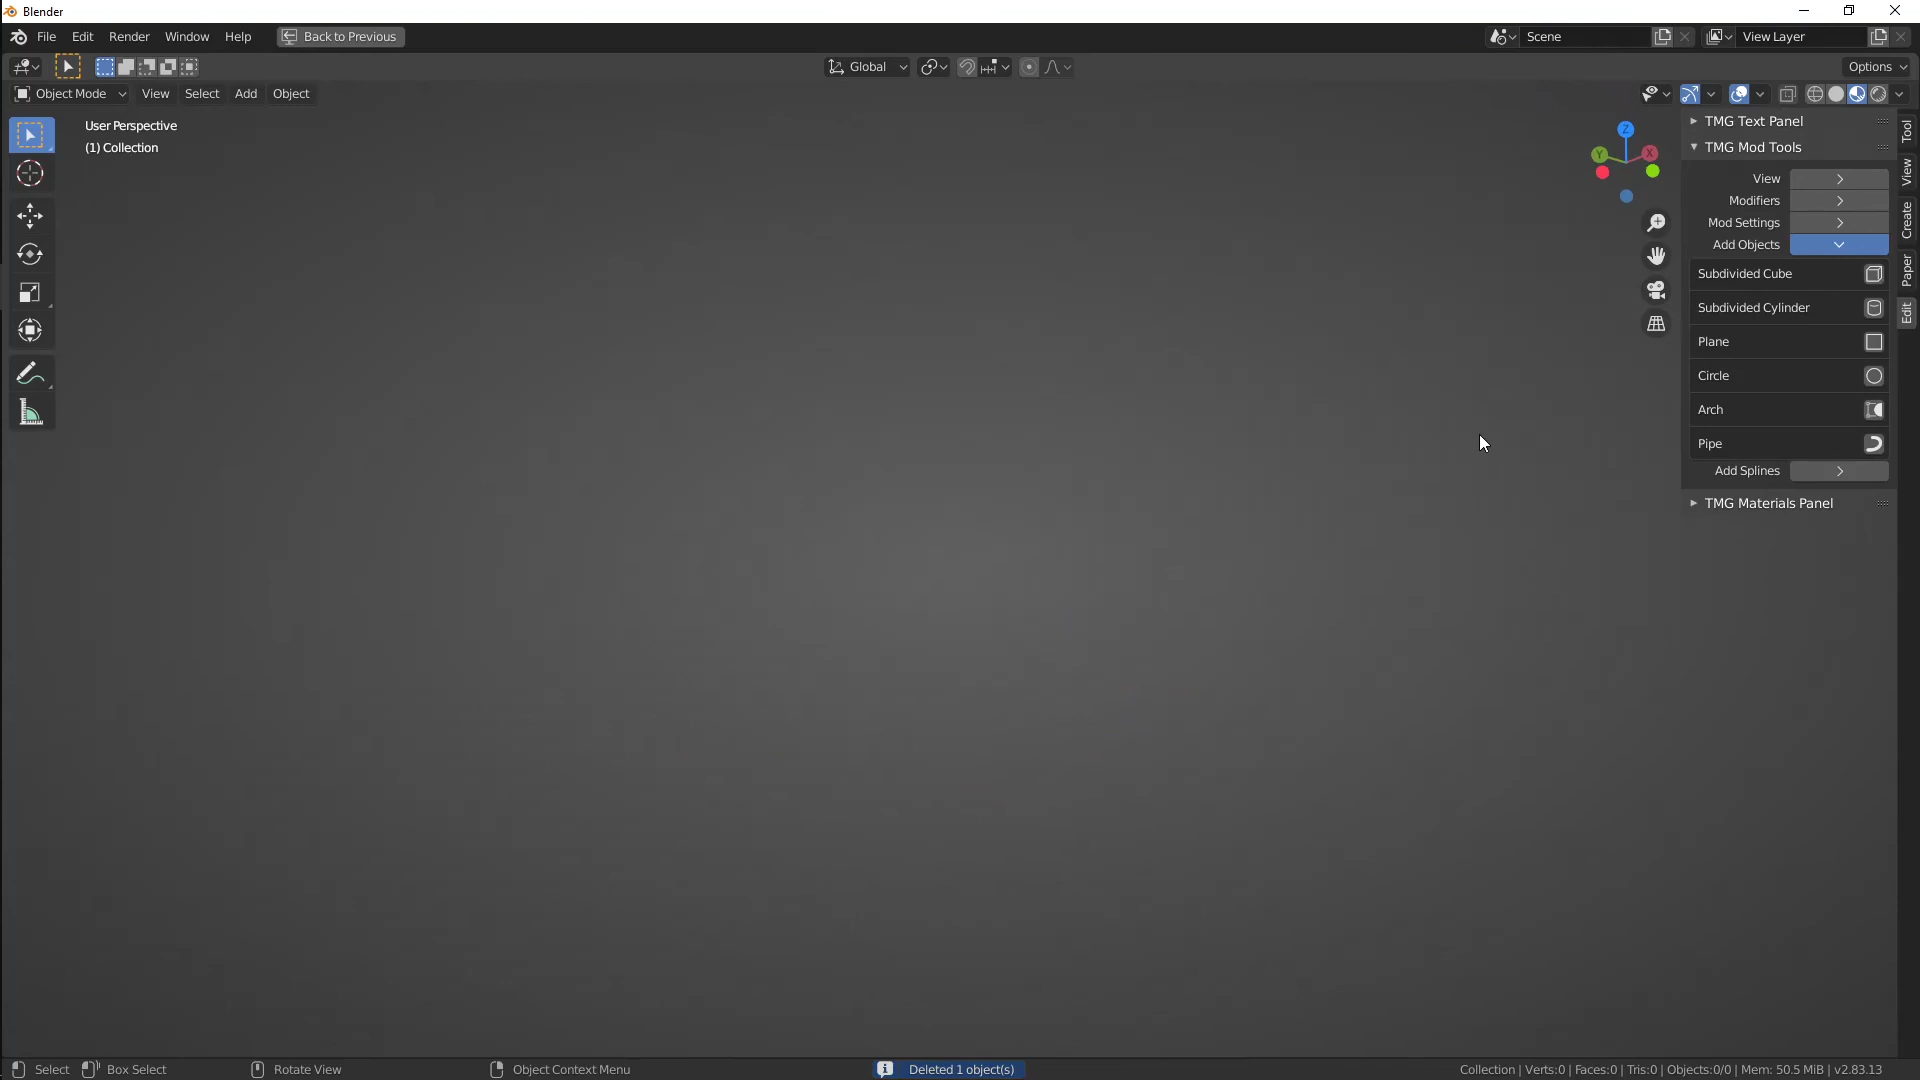 Blender
File Edit Render Window Help Back to Previous Scene View Layer
Global Options
Object Mode View Select Add Object
User Perspective
(1) Collection
Z
Y X
TMG Text Panel
TMG Mod Tools
View
Modifiers
Mod Settings
Add Objects
Subdivided Cube
Subdivided Cylinder
Plane
Circle
Arch
Pipe
Add Splines
TMG Materials Panel
Tool
View
Create
Paper
Edit
Select Box Select Rotate View Object Context Menu Deleted 1 object(s) Collection | Verts:0 | Faces:0 | Tris:0 | Objects:0/0 | Mem: 50.5 MiB | v2.83.13